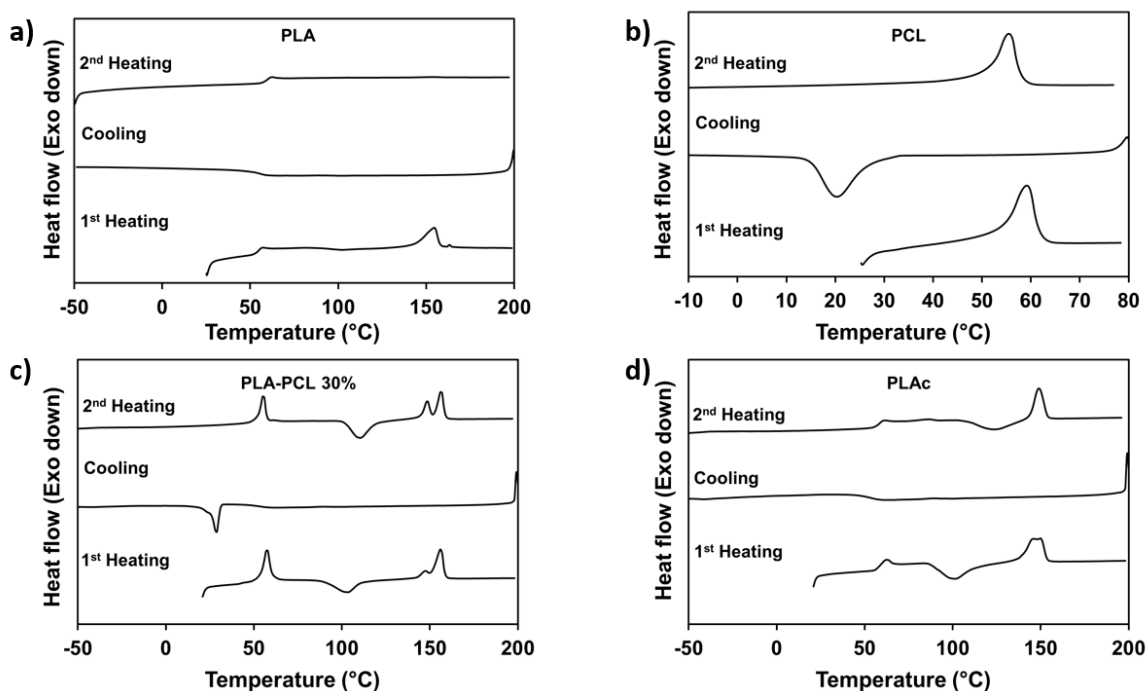 a)
PLA
2nd Heating
Cooling
1st Heating
Heat flow (Exo down)
-50 0 50 100 150 200
Temperature (°C)
b)
PCL
2nd Heating
Cooling
1st Heating
Heat flow (Exo down)
-10 0 10 20 30 40 50 60 70 80
Temperature (°C)
c)
PLA-PCL 30%
2nd Heating
Cooling
1st Heating
Heat flow (Exo down)
-50 0 50 100 150 200
Temperature (°C)
d)
PLAc
2nd Heating
Cooling
1st Heating
Heat flow (Exo down)
-50 0 50 100 150 200
Temperature (°C)